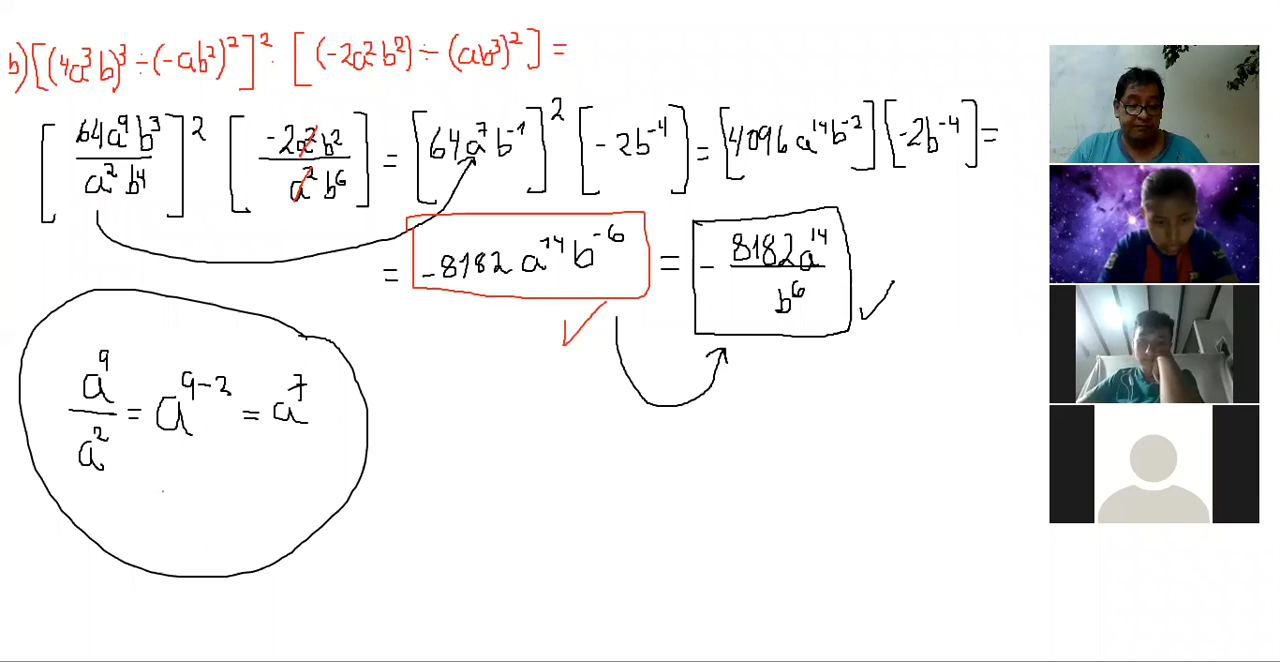 b) [(4a³b)³ ÷ (-ab²)²]² · [(-2a²b²) ÷ (ab³)²] =
[64a⁹b³ / a²b⁴]² [-2a²b² / a²b⁶] = [64a⁷b⁻¹]² [-2b⁻⁴] = [4096a¹⁴b⁻²][-2b⁻⁴] =
= -8182a¹⁴b⁻⁶ = - 8182a¹⁴ / b⁶
a⁹ / a² = a⁹⁻² = a⁷